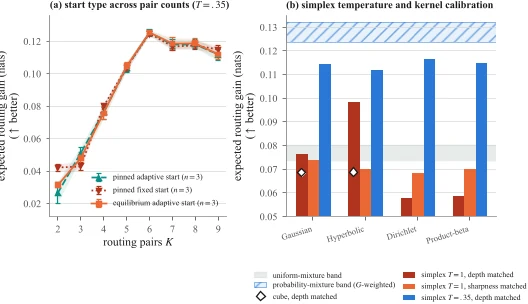 (a) start type across pair counts (T = .35)
expected routing gain (nats)
(↑ better)
0.12
0.10
0.08
0.06
0.04
0.02
pinned adaptive start (n = 3)
pinned fixed start (n = 3)
equilibrium adaptive start (n = 3)
2 3 4 5 6 7 8 9
routing pairs K
(b) simplex temperature and kernel calibration
expected routing gain (nats)
(↑ better)
0.13
0.12
0.11
0.10
0.09
0.08
0.07
0.06
0.05
Gaussian
Hyperbolic
Dirichlet
Product-beta
uniform-mixture band
probability-mixture band (G-weighted)
cube, depth matched
simplex T = 1, depth matched
simplex T = 1, sharpness matched
simplex T = .35, depth matched